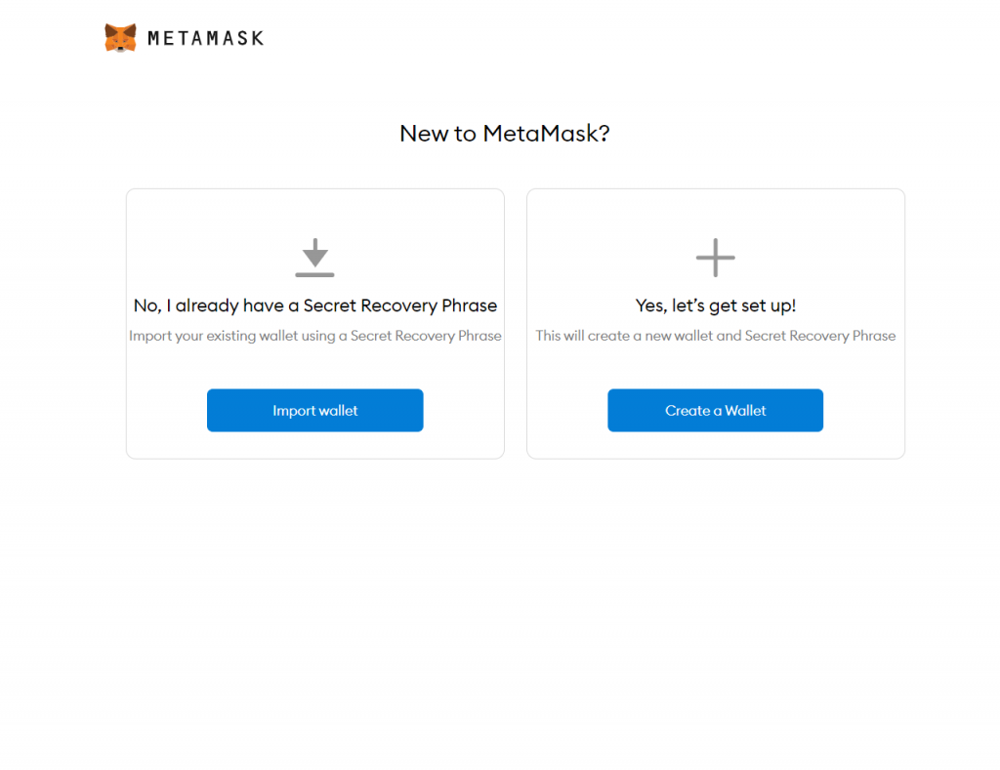 METAMASK
New to MetaMask?
No, I already have a Secret Recovery Phrase
Import your existing wallet using a Secret Recovery Phrase
Import wallet
Yes, let’s get set up!
This will create a new wallet and Secret Recovery Phrase
Create a Wallet